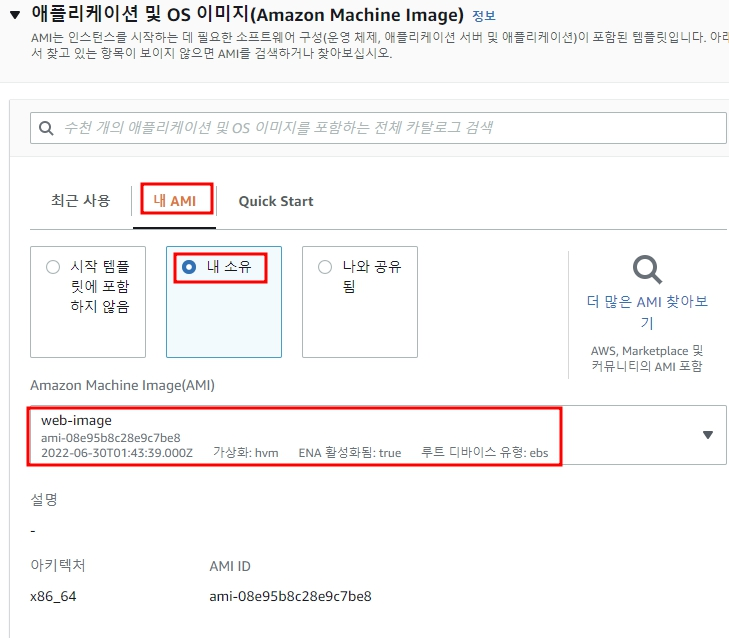 애플리케이션 및 OS 이미지(Amazon Machine Image) 정보
AMI는 인스턴스를 시작하는 데 필요한 소프트웨어 구성(운영 체제, 애플리케이션 서버 및 애플리케이션)이 포함된 템플릿입니다. 아래
서 찾고 있는 항목이 보이지 않으면 AMI를 검색하거나 찾아보십시오.
수천 개의 애플리케이션 및 OS 이미지를 포함하는 전체 카탈로그 검색
최근 사용
내 AMI
Quick Start
시작 템플
릿에 포함
하지 않음
내 소유
나와 공유
됨
더 많은 AMI 찾아보
기
AWS, Marketplace 및
커뮤니티의 AMI 포함
Amazon Machine Image(AMI)
web-image
ami-08e95b8c28e9c7be8
2022-06-30T01:43:39.000Z 가상화: hvm ENA 활성화됨: true 루트 디바이스 유형: ebs
설명
-
아키텍처 AMI ID
x86_64 ami-08e95b8c28e9c7be8